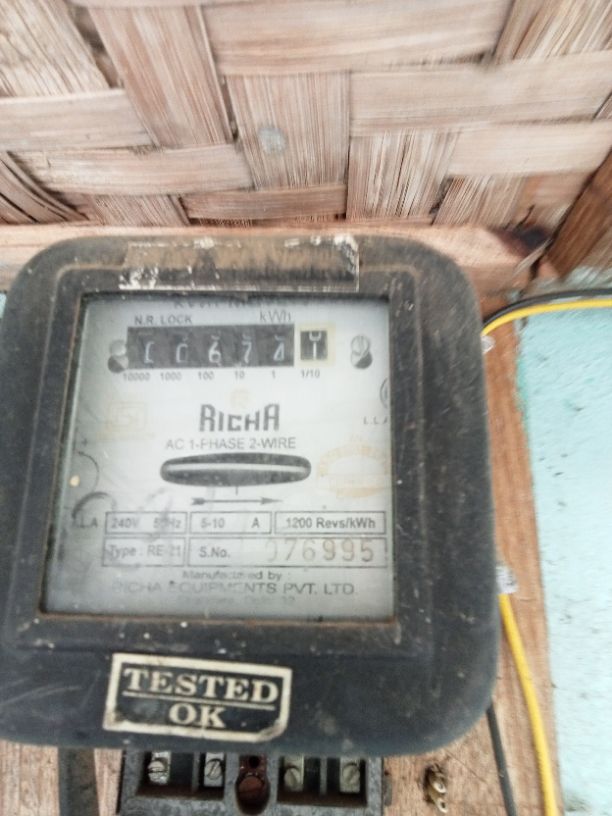 N.R. LOCK kWh
10000 1000 100 10 1 1/10
RICHA
AC 1-PHASE 2-WIRE
240V 50Hz 5-10 A 1200 Revs/kWh
Type : RE-21 S.No. 076995
Manufactured by :
RICHA EQUIPMENTS PVT. LTD.
TESTED
OK